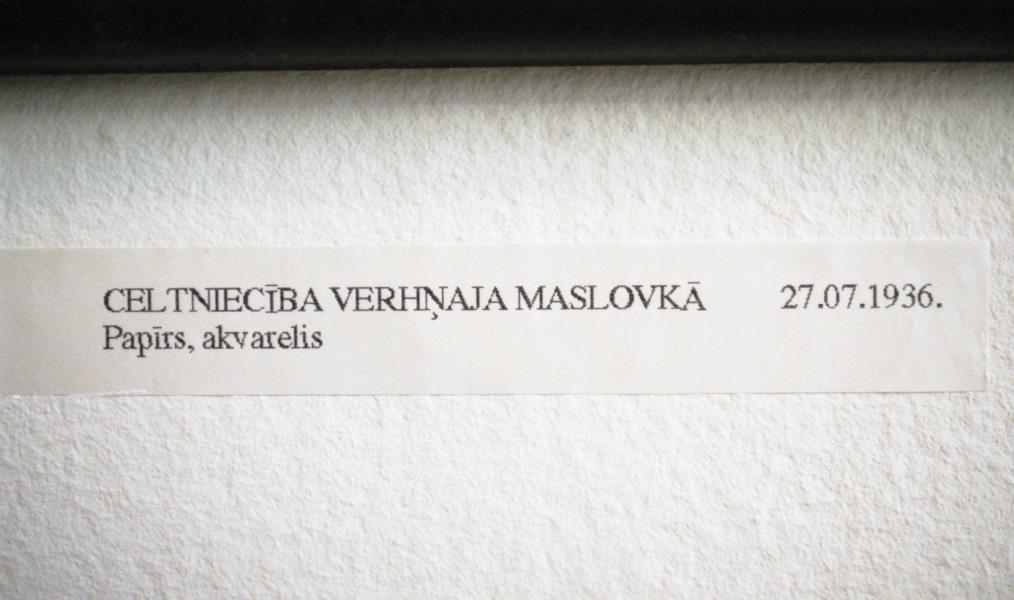 CELTNIECĪBA VERHŅAJA MASLOVKĀ 27.07.1936.
Papīrs, akvarelis